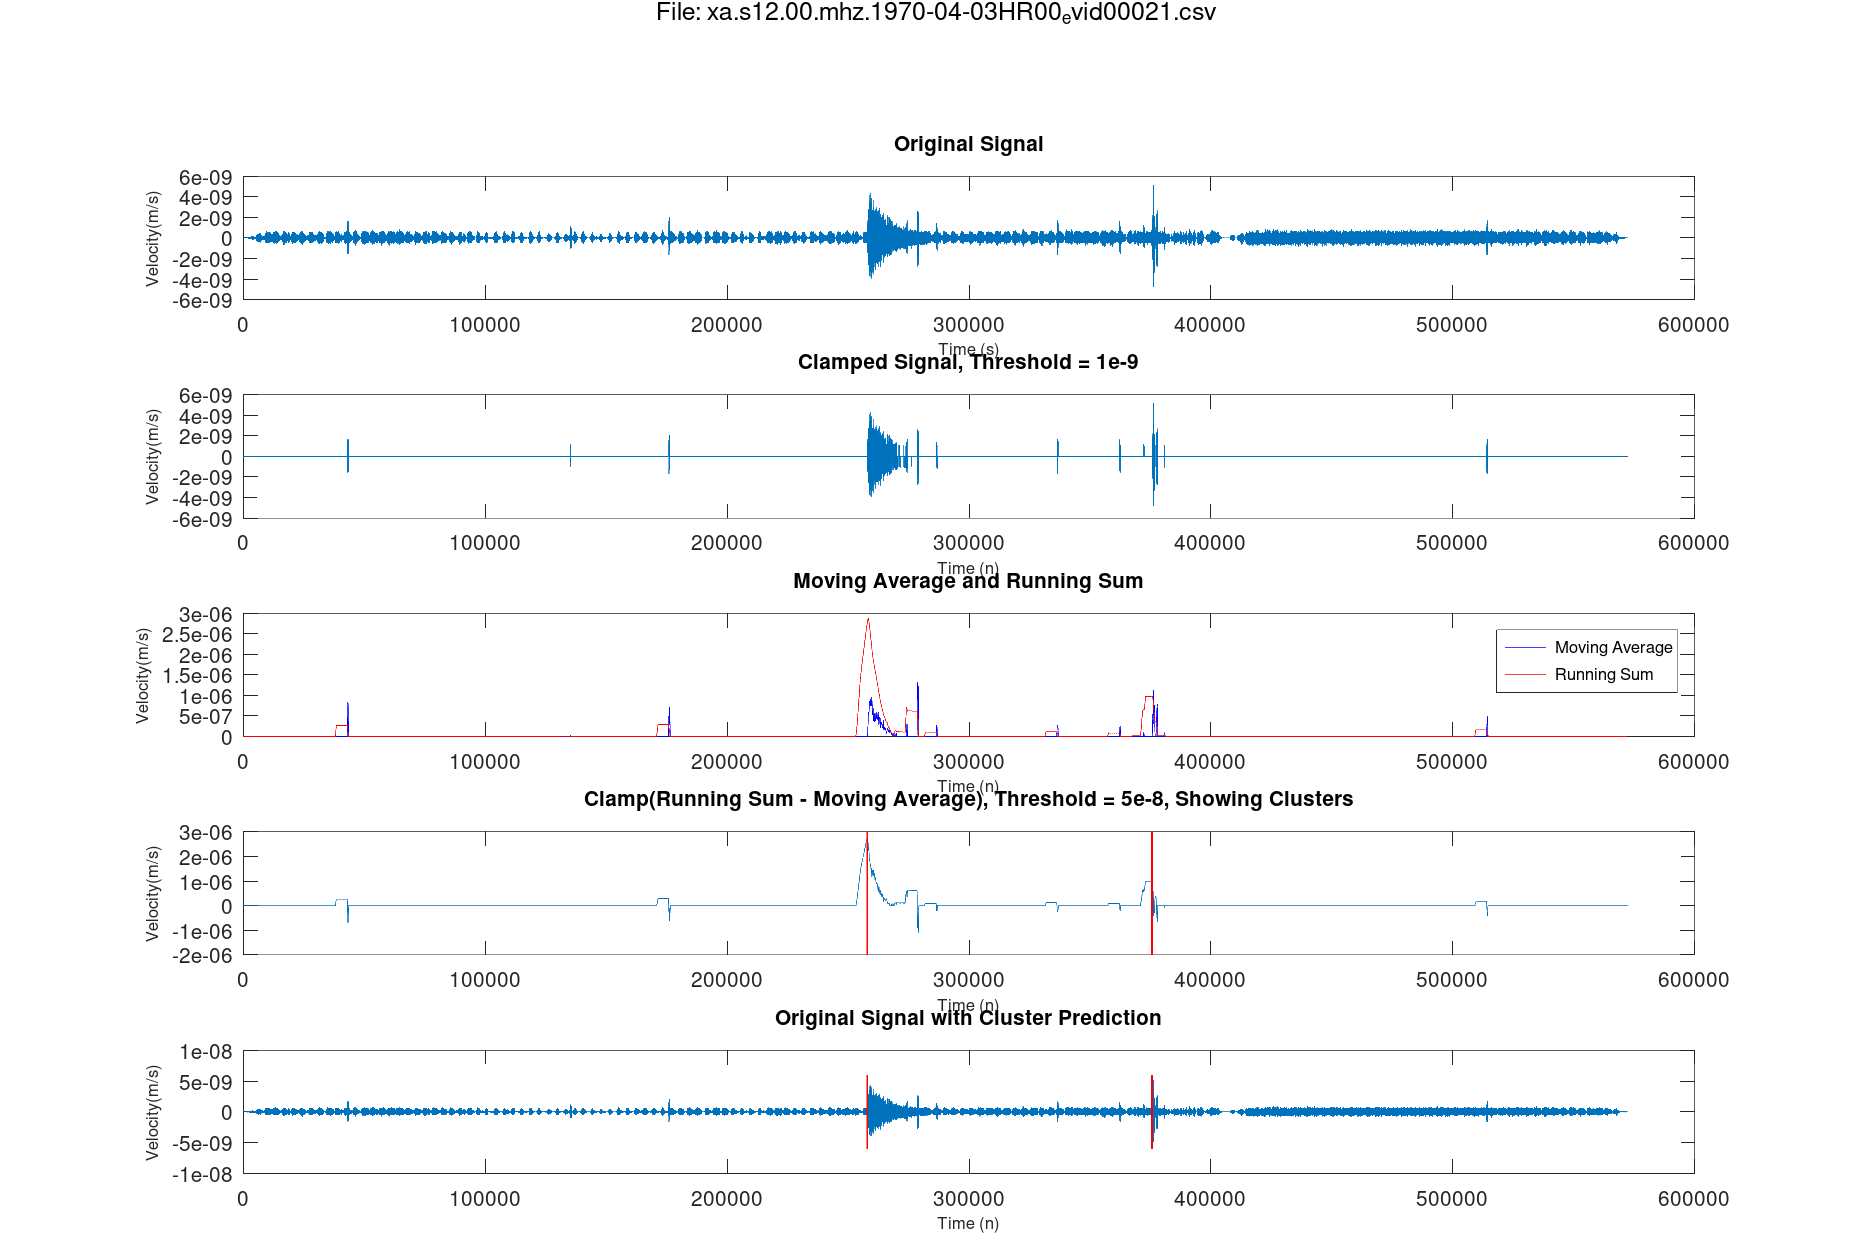 File: xa.s12.00.mhz.1970-04-03HR00evid00021.csv
Original Signal
Velocity(m/s)
6e-09
4e-09
2e-09
0
-2e-09
-4e-09
-6e-09
0 100000 200000 300000 400000 500000 600000
Time (s)
Clamped Signal, Threshold = 1e-9
Velocity(m/s)
6e-09
4e-09
2e-09
0
-2e-09
-4e-09
-6e-09
0 100000 200000 300000 400000 500000 600000
Time (n)
Moving Average and Running Sum
Velocity(m/s)
3e-06
2.5e-06
2e-06
1.5e-06
1e-06
5e-07
0
Moving Average
Running Sum
0 100000 200000 300000 400000 500000 600000
Time (n)
Clamp(Running Sum - Moving Average), Threshold = 5e-8, Showing Clusters
Velocity(m/s)
3e-06
2e-06
1e-06
0
-1e-06
-2e-06
0 100000 200000 300000 400000 500000 600000
Time (n)
Original Signal with Cluster Prediction
Velocity(m/s)
1e-08
5e-09
0
-5e-09
-1e-08
0 100000 200000 300000 400000 500000 600000
Time (n)